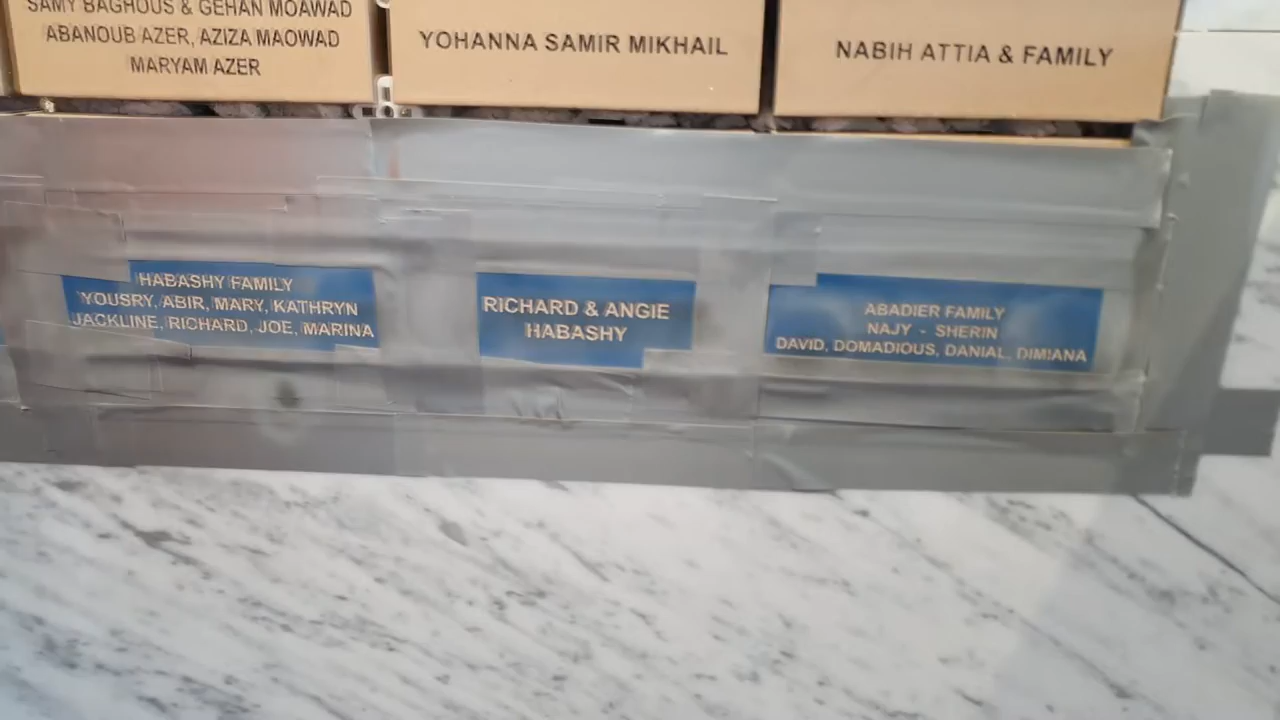 SAMY BAGHOUS & GEHAN MOAWAD
ABANOUB AZER, AZIZA MAOWAD
MARYAM AZER
YOHANNA SAMIR MIKHAIL
NABIH ATTIA & FAMILY
HABASHY FAMILY
YOUSRY, ABIR, MARY, KATHRYN
JACKLINE, RICHARD, JOE, MARINA
RICHARD & ANGIE
HABASHY
ABADIER FAMILY
NAJY - SHERIN
DAVID, DOMADIOUS, DANIAL, DIMIANA